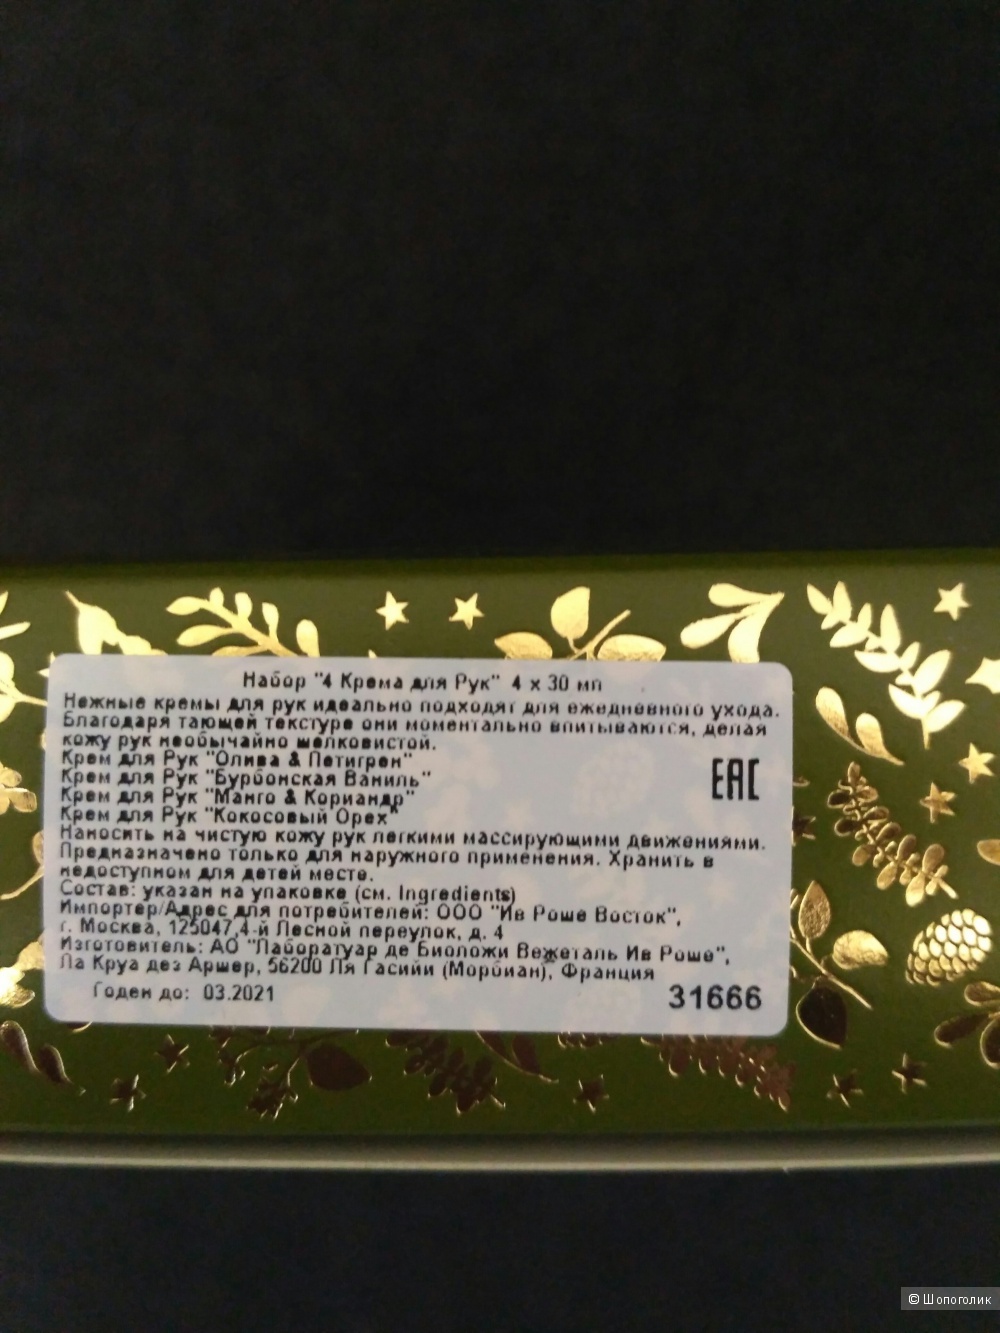 Набор "4 Крема для Рук" 4 x 30 мл
Нежные кремы для рук идеально подходят для ежедневного ухода.
Благодаря тающей текстуре они моментально впитываются, делая
кожу рук необычайно шелковистой.
Крем для Рук "Олива & Петигрен"
Крем для Рук "Бурбонская Ваниль"
Крем для Рук "Манго & Кориандр"
Крем для Рук "Кокосовый Орех"
EAC
Наносить на чистую кожу рук легкими массирующими движениями.
Предназначено только для наружного применения. Хранить в
недоступном для детей месте.
Состав: указан на упаковке (см. Ingredients)
Импортер/Адрес для потребителей: ООО "Ив Роше Восток",
г. Москва, 125047,4-й Лесной переулок, д. 4
Изготовитель: АО "Лаборатуар де Биоложи Вежеталь Ив Роше",
Ла Круа дез Аршер, 56200 Ля Гасийи (Морбиан), Франция
Годен до: 03.2021
31666
© Шопоголик